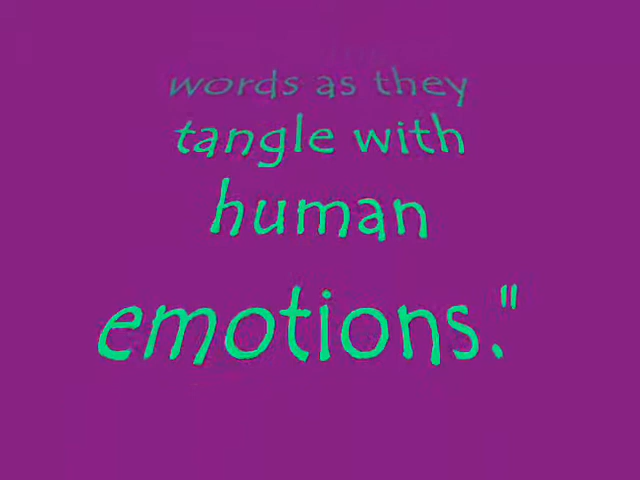 words as they
tangle with
human
emotions."